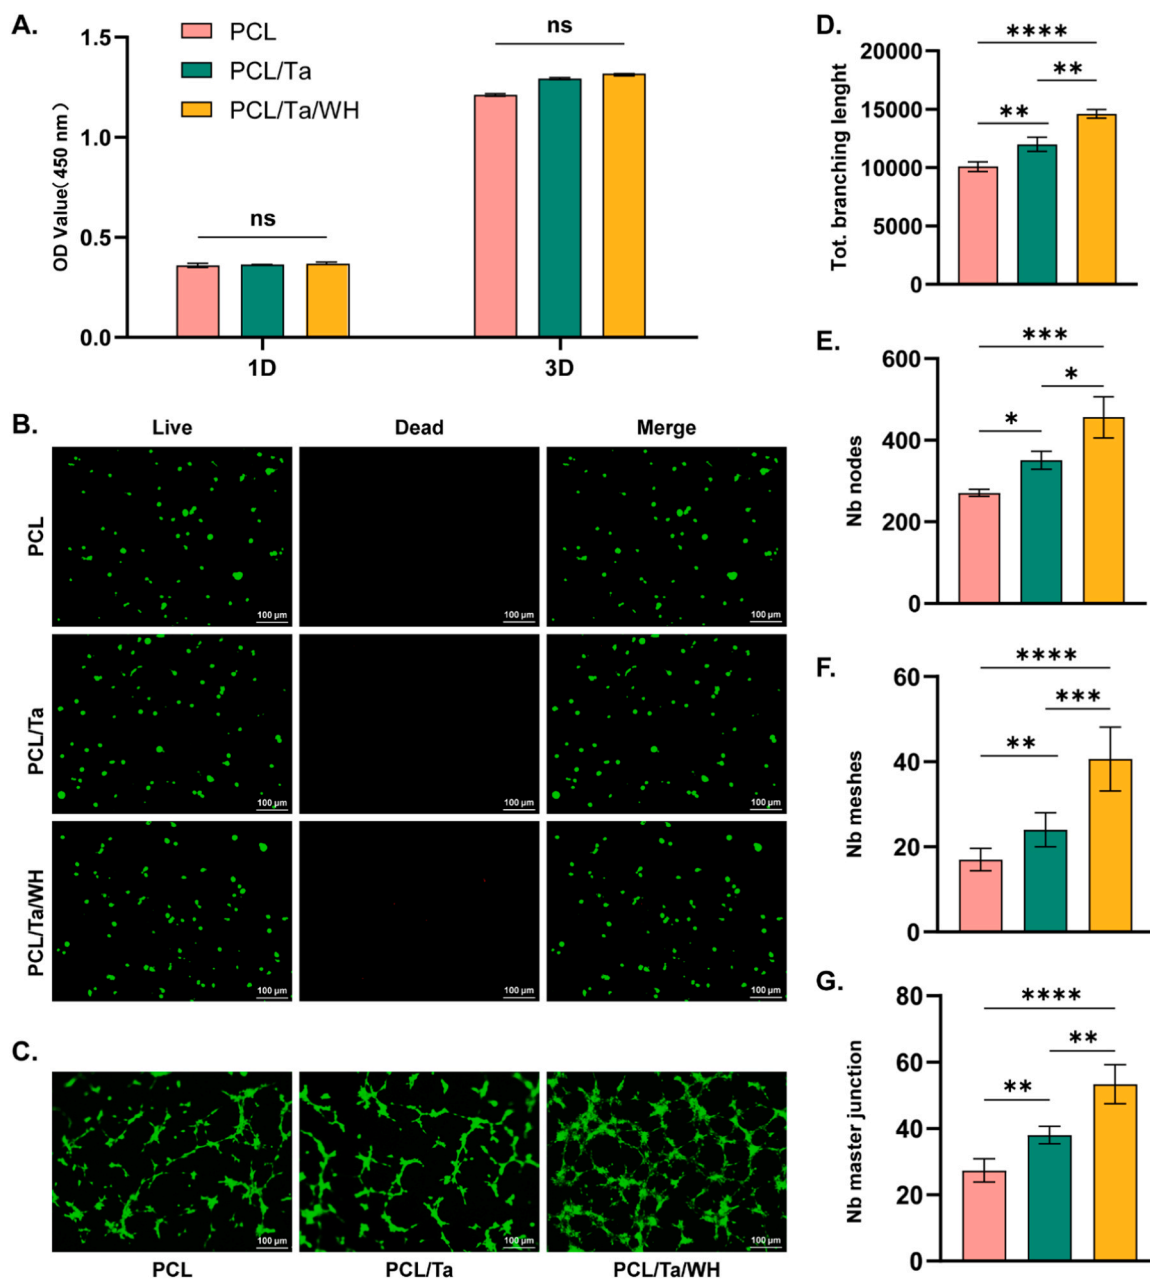 A.
PCL
PCL/Ta
PCL/Ta/WH
ns
ns
OD Value( 450 nm )
1.5
1.0
0.5
0.0
1D
3D
B.
Live
Dead
Merge
PCL
100 µm
100 µm
100 µm
PCL/Ta
100 µm
100 µm
100 µm
PCL/Ta/WH
100 µm
100 µm
100 µm
C.
100 µm
100 µm
100 µm
PCL
PCL/Ta
PCL/Ta/WH
D.
****
**
**
Tot. branching lenght
20000
15000
10000
5000
0
E.
***
*
*
Nb nodes
600
400
200
0
F.
****
***
**
Nb meshes
60
40
20
0
G.
****
**
**
Nb master junction
80
60
40
20
0